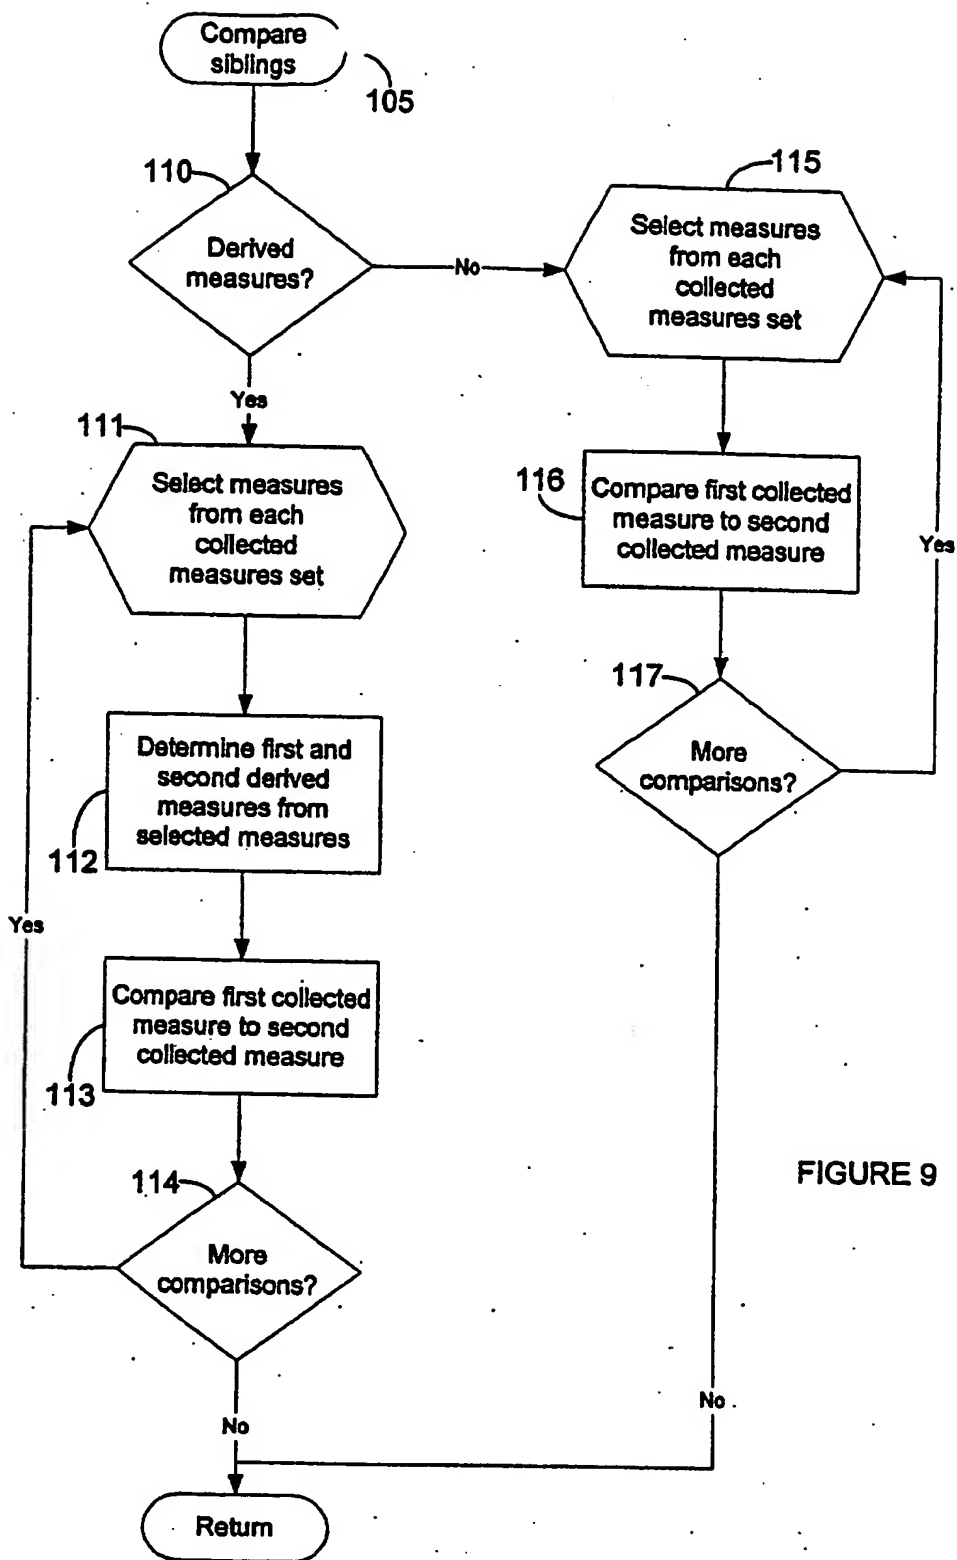 Compare
siblings
105
110
Derived
measures?
No
115
Select measures
from each
collected
measures set
Yes
111
Select measures
from each
collected
measures set
116
Compare first collected
measure to second
collected measure
Yes
117
More
comparisons?
Determine first and
second derived
measures from
selected measures
112
Yes
Compare first collected
measure to second
collected measure
113
114
More
comparisons?
FIGURE 9
No
No
Return